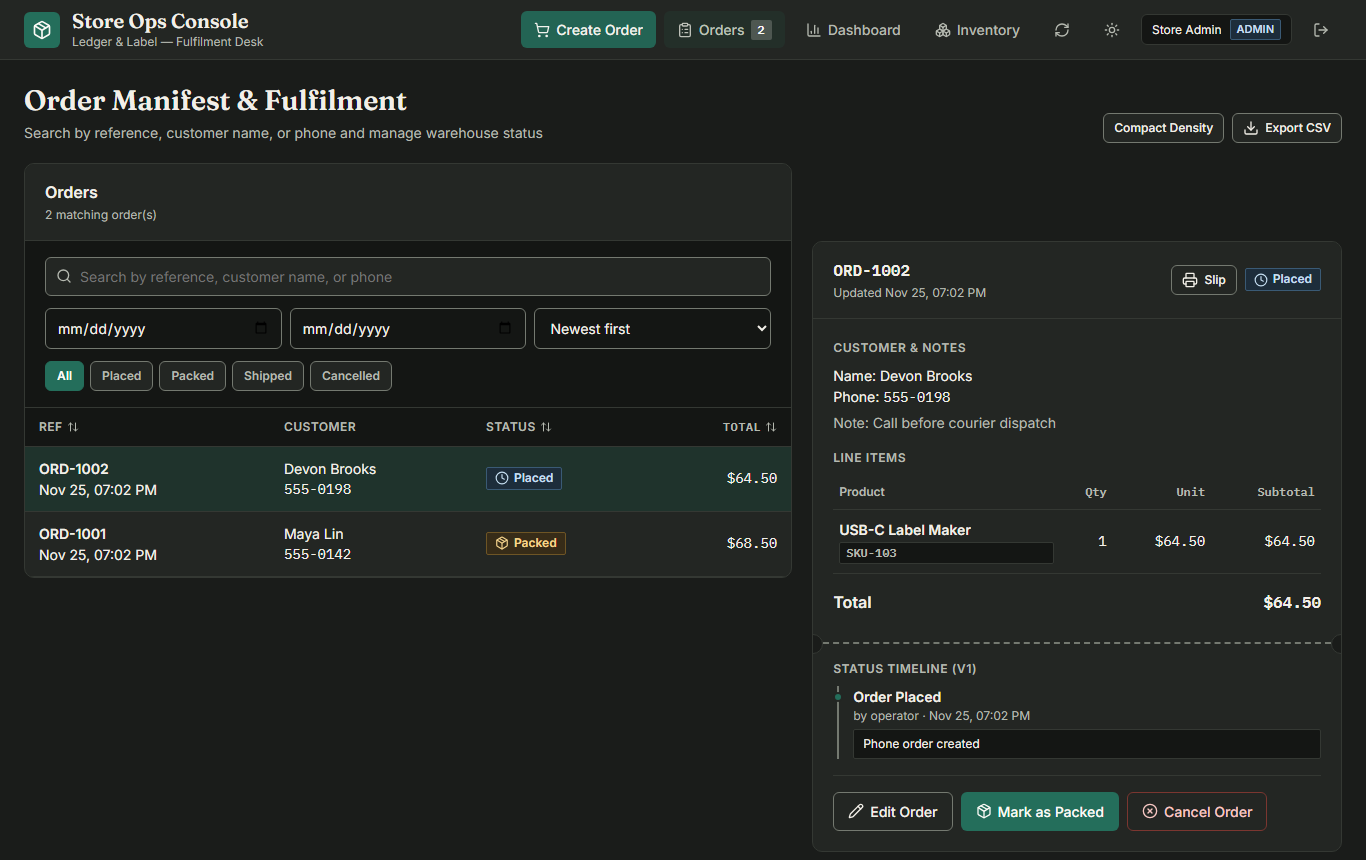 Store Ops Console
Ledger & Label — Fulfilment Desk
Create Order
Orders 2
Dashboard
Inventory
Store Admin ADMIN
Order Manifest & Fulfilment
Search by reference, customer name, or phone and manage warehouse status
Compact Density
Export CSV
Orders
2 matching order(s)
Search by reference, customer name, or phone
mm/dd/yyyy
mm/dd/yyyy
Newest first
All
Placed
Packed
Shipped
Cancelled
REF CUSTOMER STATUS TOTAL
ORD-1002 Devon Brooks Placed $64.50
Nov 25, 07:02 PM 555-0198
ORD-1001 Maya Lin Packed $68.50
Nov 25, 07:02 PM 555-0142
ORD-1002
Updated Nov 25, 07:02 PM
Slip
Placed
CUSTOMER & NOTES
Name: Devon Brooks
Phone: 555-0198
Note: Call before courier dispatch
LINE ITEMS
Product Qty Unit Subtotal
USB-C Label Maker 1 $64.50 $64.50
SKU-103
Total $64.50
STATUS TIMELINE (V1)
Order Placed
by operator · Nov 25, 07:02 PM
Phone order created
Edit Order
Mark as Packed
Cancel Order